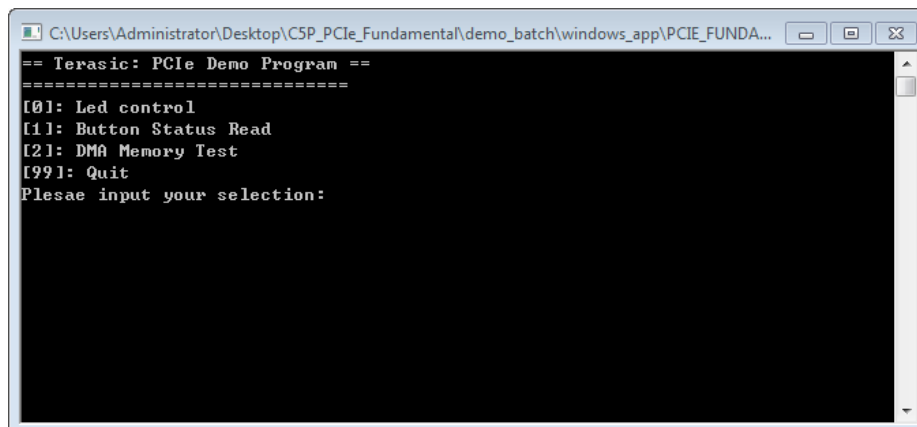 C:\Users\Administrator\Desktop\C5P_PCIe_Fundamental\demo_batch\windows_app\PCIE_FUNDA...
== Terasic: PCIe Demo Program ==
==============================
[0]: Led control
[1]: Button Status Read
[2]: DMA Memory Test
[99]: Quit
Plesae input your selection: